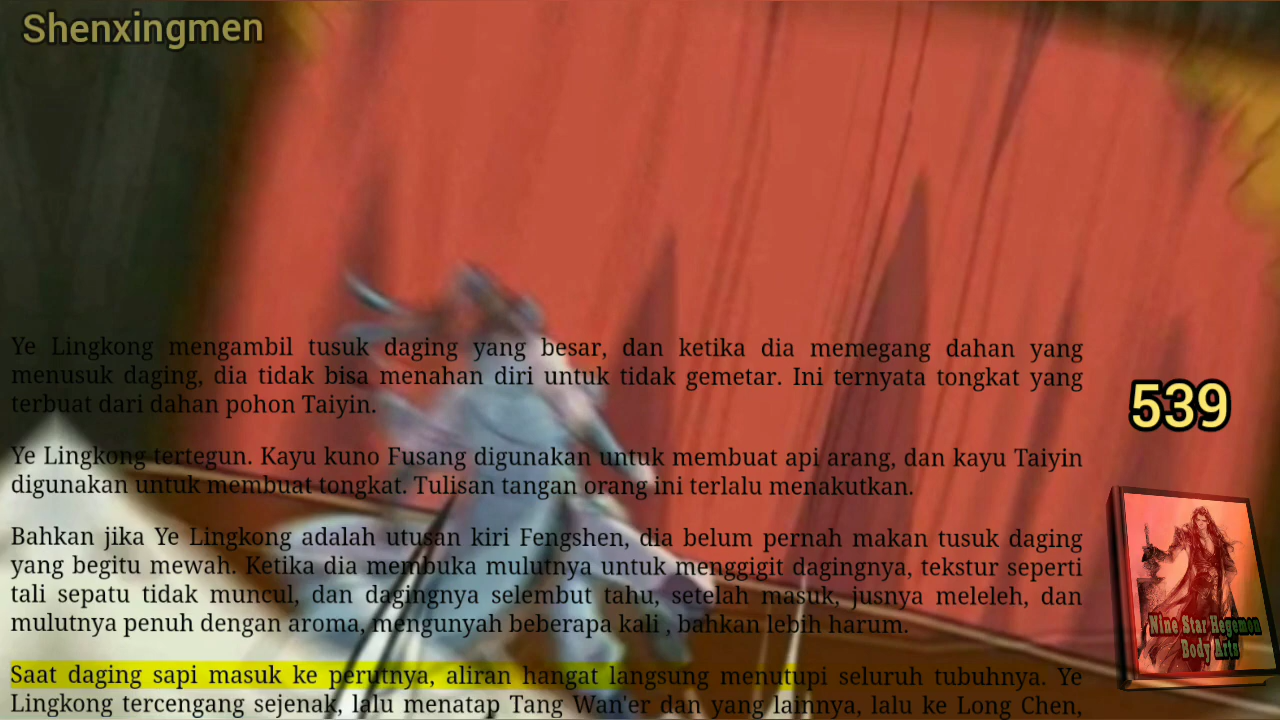 Shenxingmen
Ye Lingkong mengambil tusuk daging yang besar, dan ketika dia memegang dahan yang
menusuk daging, dia tidak bisa menahan diri untuk tidak gemetar. Ini ternyata tongkat yang
terbuat dari dahan pohon Taiyin.
Ye Lingkong tertegun. Kayu kuno Fusang digunakan untuk membuat api arang, dan kayu Taiyin
digunakan untuk membuat tongkat. Tulisan tangan orang ini terlalu menakutkan.
Bahkan jika Ye Lingkong adalah utusan kiri Fengshen, dia belum pernah makan tusuk daging
yang begitu mewah. Ketika dia membuka mulutnya untuk menggigit dagingnya, tekstur seperti
tali sepatu tidak muncul, dan dagingnya selembut tahu, setelah masuk, jusnya meleleh, dan
mulutnya penuh dengan aroma, mengunyah beberapa kali , bahkan lebih harum.
Saat daging sapi masuk ke perutnya, aliran hangat langsung menutupi seluruh tubuhnya. Ye
Lingkong tercengang sejenak, lalu menatap Tang Wan'er dan yang lainnya, lalu ke Long Chen,
539
Nine Star Hegemon
Body Arts